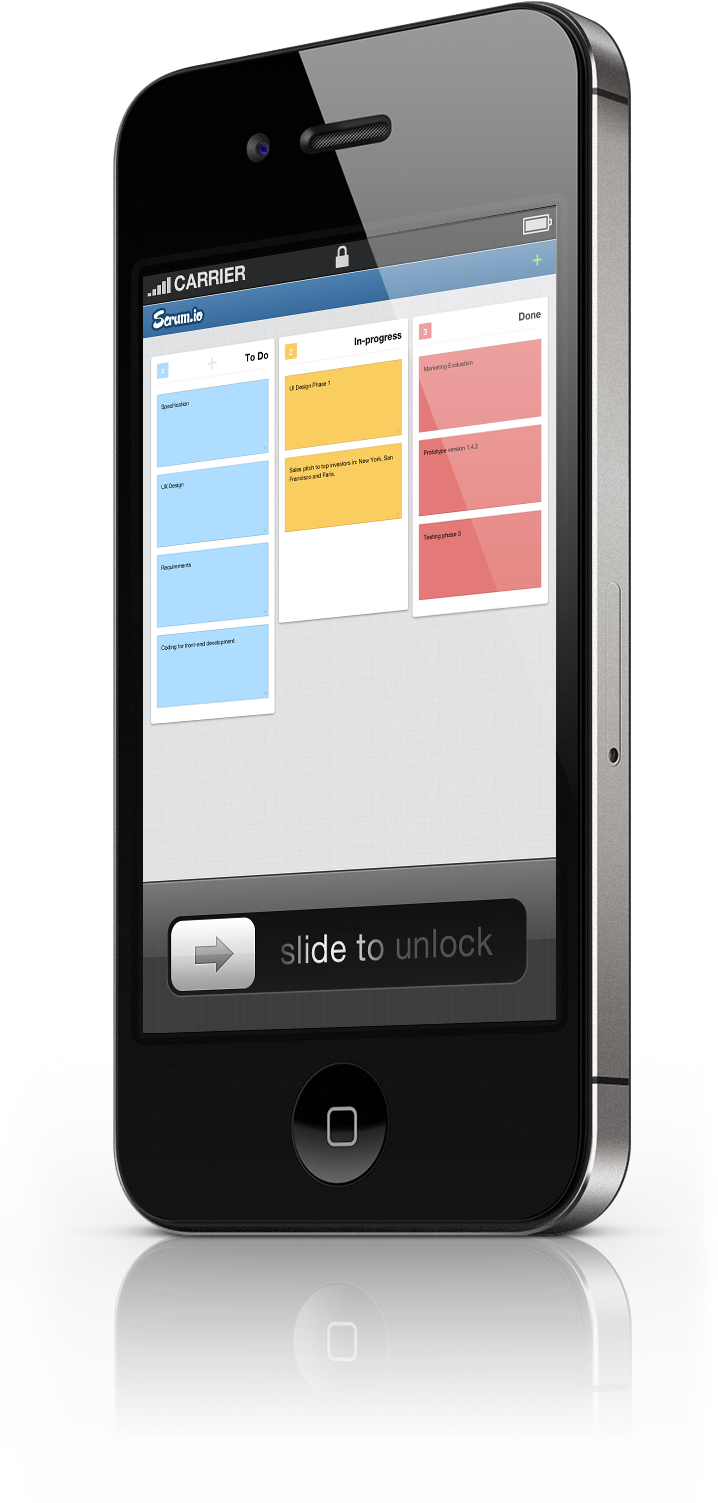 CARRIER
Scrum.io
+
4
+
To Do
Specification
UX Design
Requirements
Coding for front-end development
2
In-progress
UI Design Phase 1
Sales pitch to top investors in: New York, San
Francisco and Paris.
3
Done
Marketing Evaluation
Prototype version 1.4.2
Testing phase 3
slide to unlock